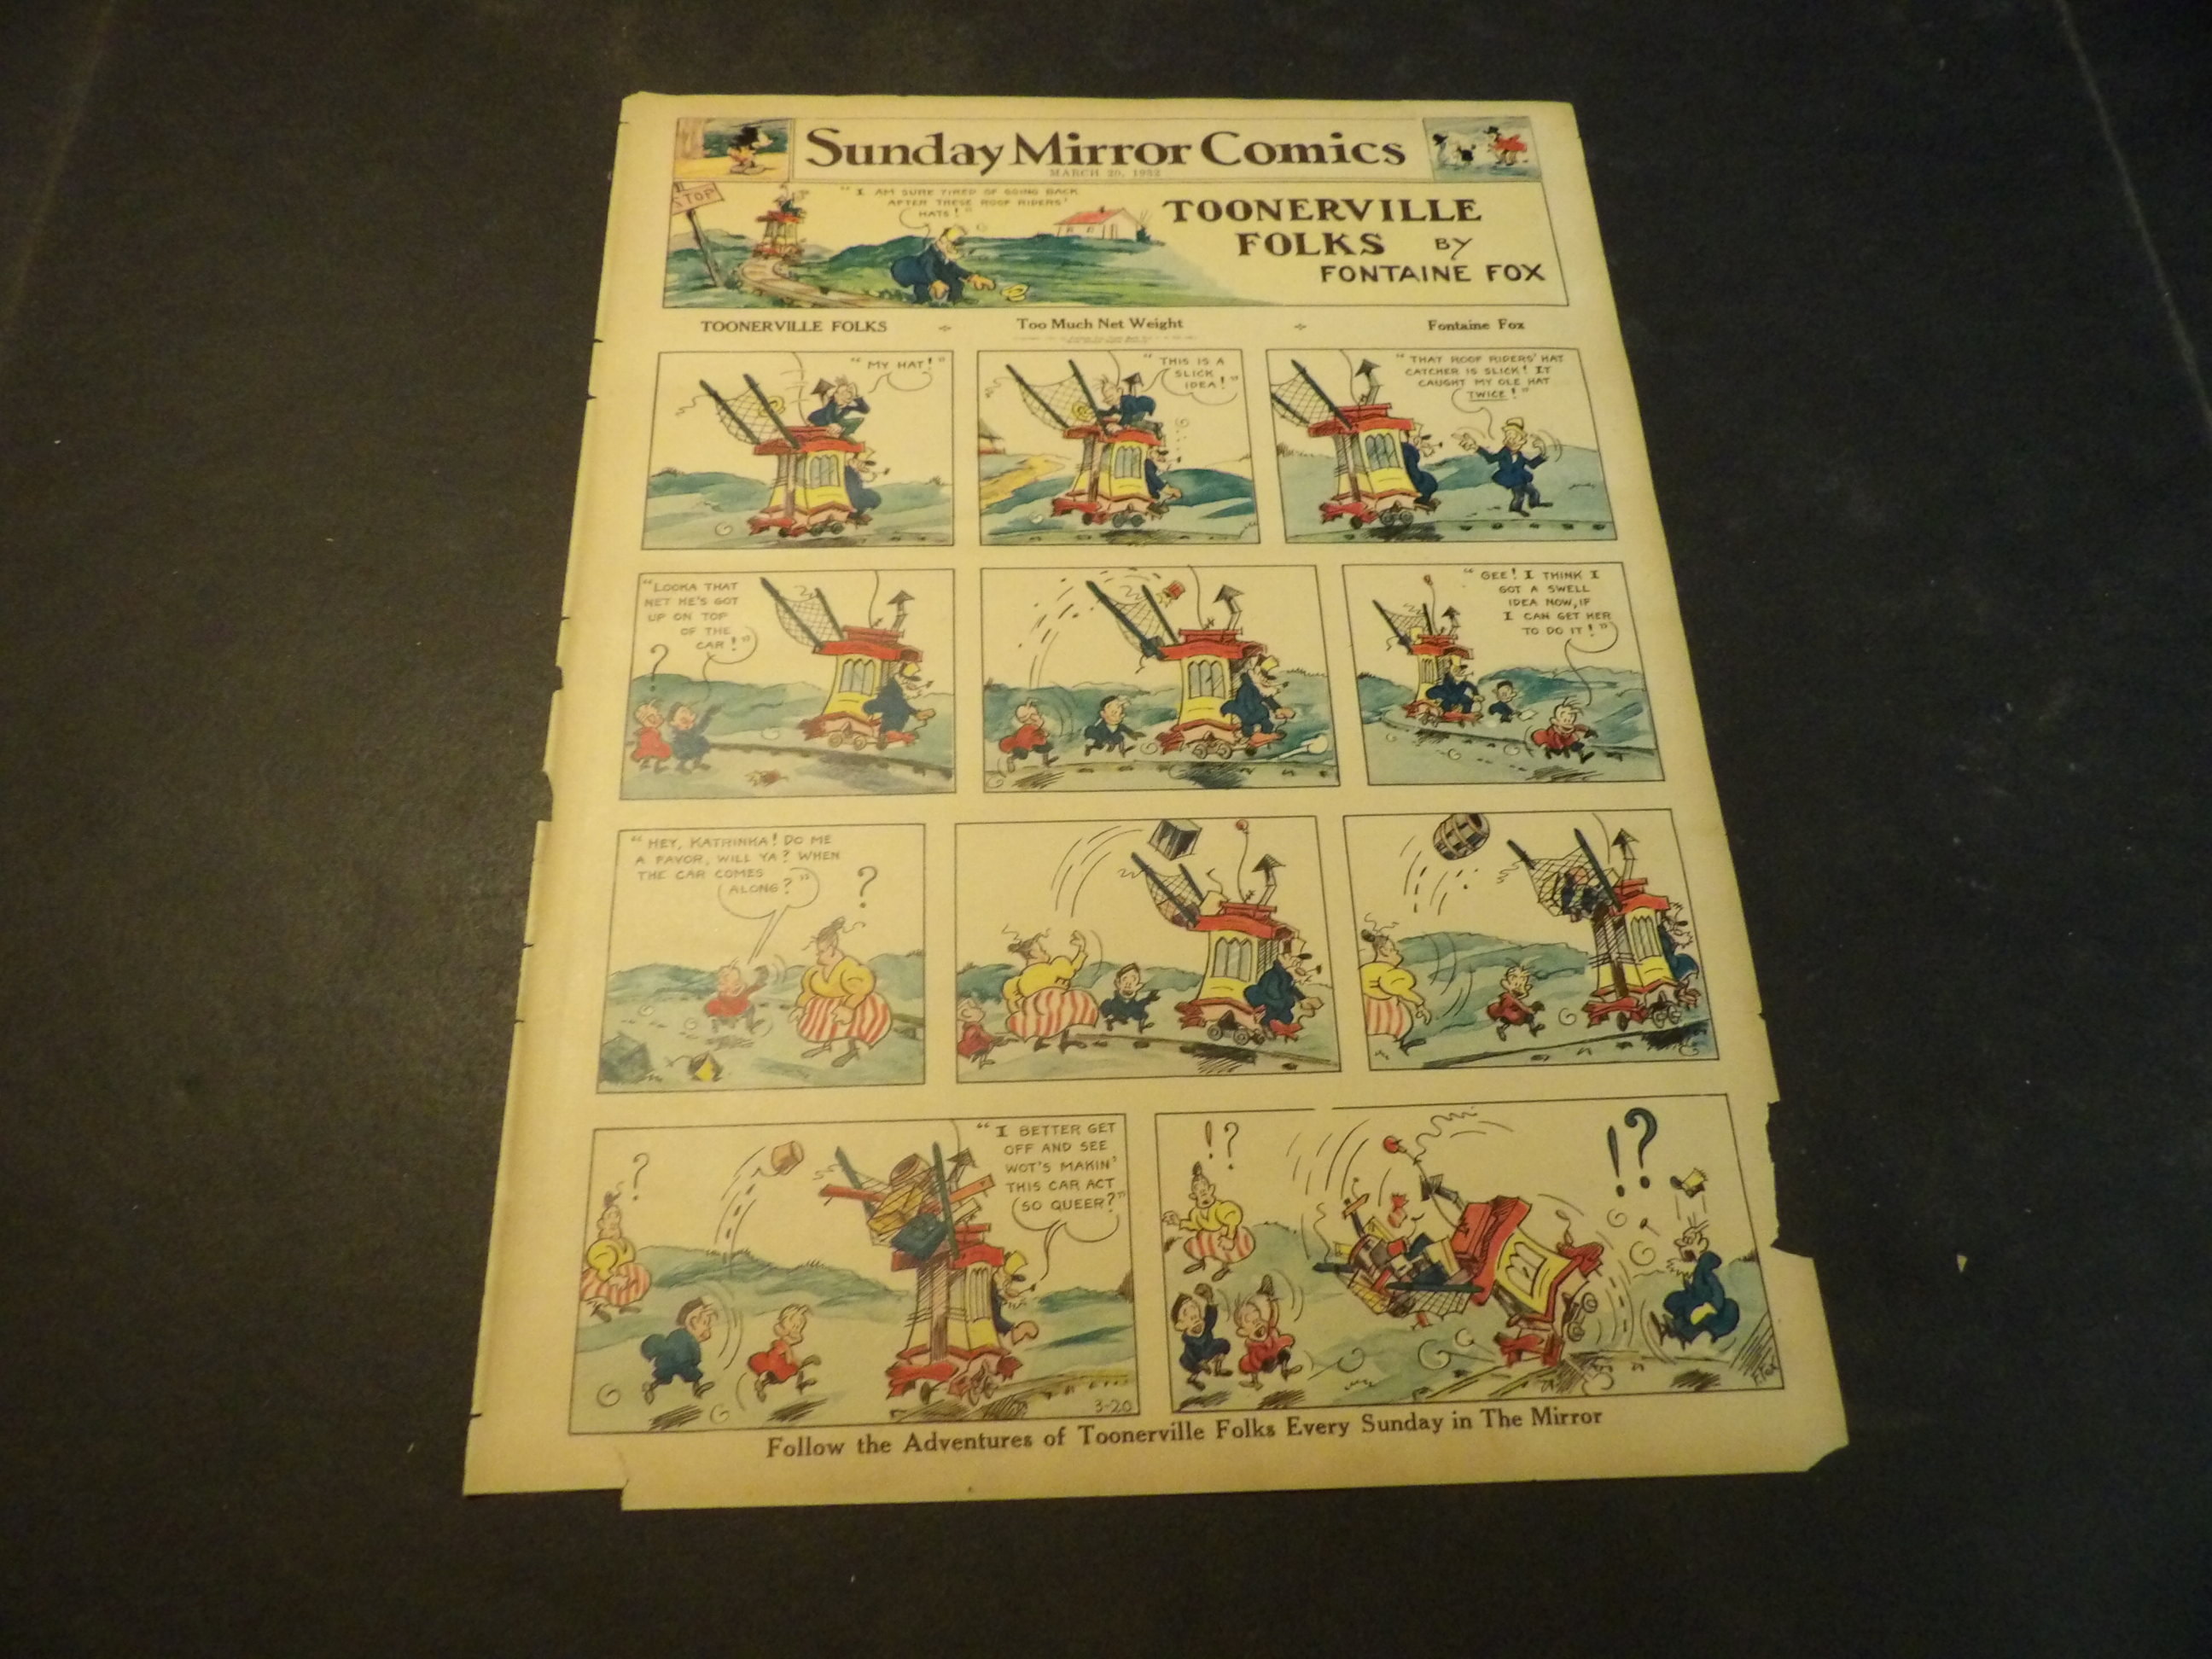 Sunday Mirror Comics
MARCH 20, 1932
STOP
"I AM SURE TIRED OF GOING BACK
AFTER THESE ROOF RIDERS'
HATS!"
TOONERVILLE
FOLKS BY
FONTAINE FOX
TOONERVILLE FOLKS
Too Much Net Weight
Fontaine Fox
"MY HAT!"
"THIS IS A
SLICK
IDEA!"
"THAT ROOF RIDERS' HAT
CATCHER IS SLICK! IT
CAUGHT MY OLE HAT
TWICE!"
"LOOKA THAT
NET HE'S GOT
UP ON TOP
OF THE
CAR!"
?
"GEE! I THINK I
GOT A SWELL
IDEA NOW, IF
I CAN GET HER
TO DO IT!"
"HEY, KATRINKA! DO ME
A FAVOR, WILL YA? WHEN
THE CAR COMES
ALONG?"
?
?
"I BETTER GET
OFF AND SEE
WOT'S MAKIN'
THIS CAR ACT
SO QUEER?"
3-20
!?
!?
F. Fox
Follow the Adventures of Toonerville Folks Every Sunday in The Mirror